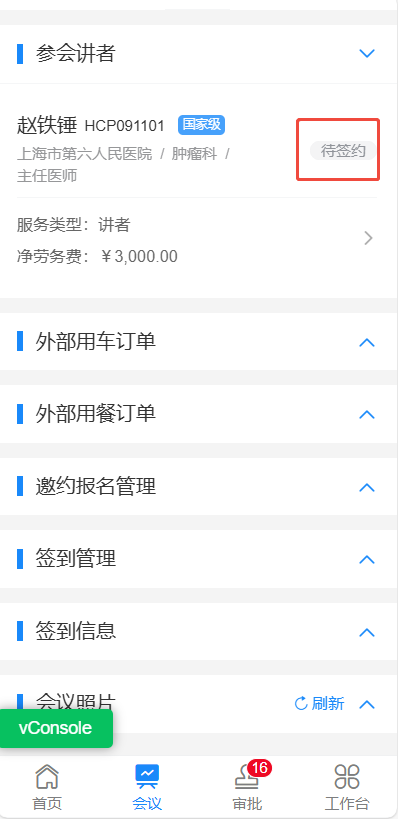 参会讲者
赵铁锤 HCP091101 国家级
上海市第六人民医院 / 肿瘤科 /
主任医师
待签约
服务类型：讲者
净劳务费：￥3,000.00
外部用车订单
外部用餐订单
邀约报名管理
签到管理
签到信息
会议照片 刷新
vConsole
16
首页 会议 审批 工作台